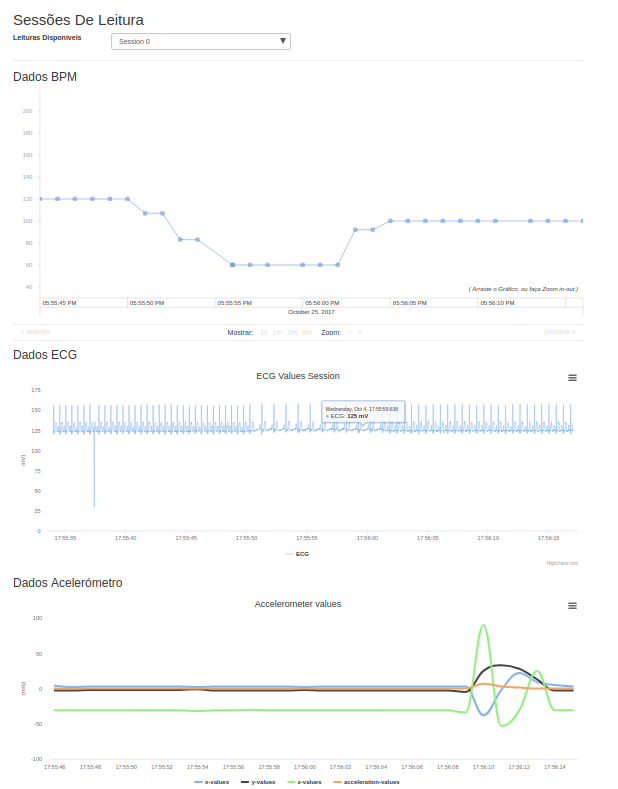 Sessões De Leitura
Leituras Disponíveis
Session 0
Dados BPM
200
180
160
140
120
100
80
60
40
( Arraste o Gráfico, ou faça Zoom in-out )
05:55:45 PM 05:55:50 PM 05:55:55 PM 05:56:00 PM 05:56:05 PM 05:56:10 PM
October 25, 2017
< anterior Mostrar: 1s 1m 3m 6m Zoom: − + próxima >
Dados ECG
ECG Values Session
175
150
125
100
75
50
25
0
mV)
Wednesday, Oct 4, 17:55:59.636
● ECG: 125 mV
17:55:35 17:55:40 17:55:45 17:55:50 17:55:55 17:56:00 17:56:05 17:56:10 17:56:15
ECG
Highcharts.com
Dados Acelerómetro
Accelerometer values
100
50
0
-50
-100
(m/s)
17:55:46 17:55:48 17:55:50 17:55:52 17:55:54 17:55:56 17:55:58 17:56:00 17:56:02 17:56:04 17:56:06 17:56:08 17:56:10 17:56:12 17:56:14
x-values y-values z-values acceleration-values